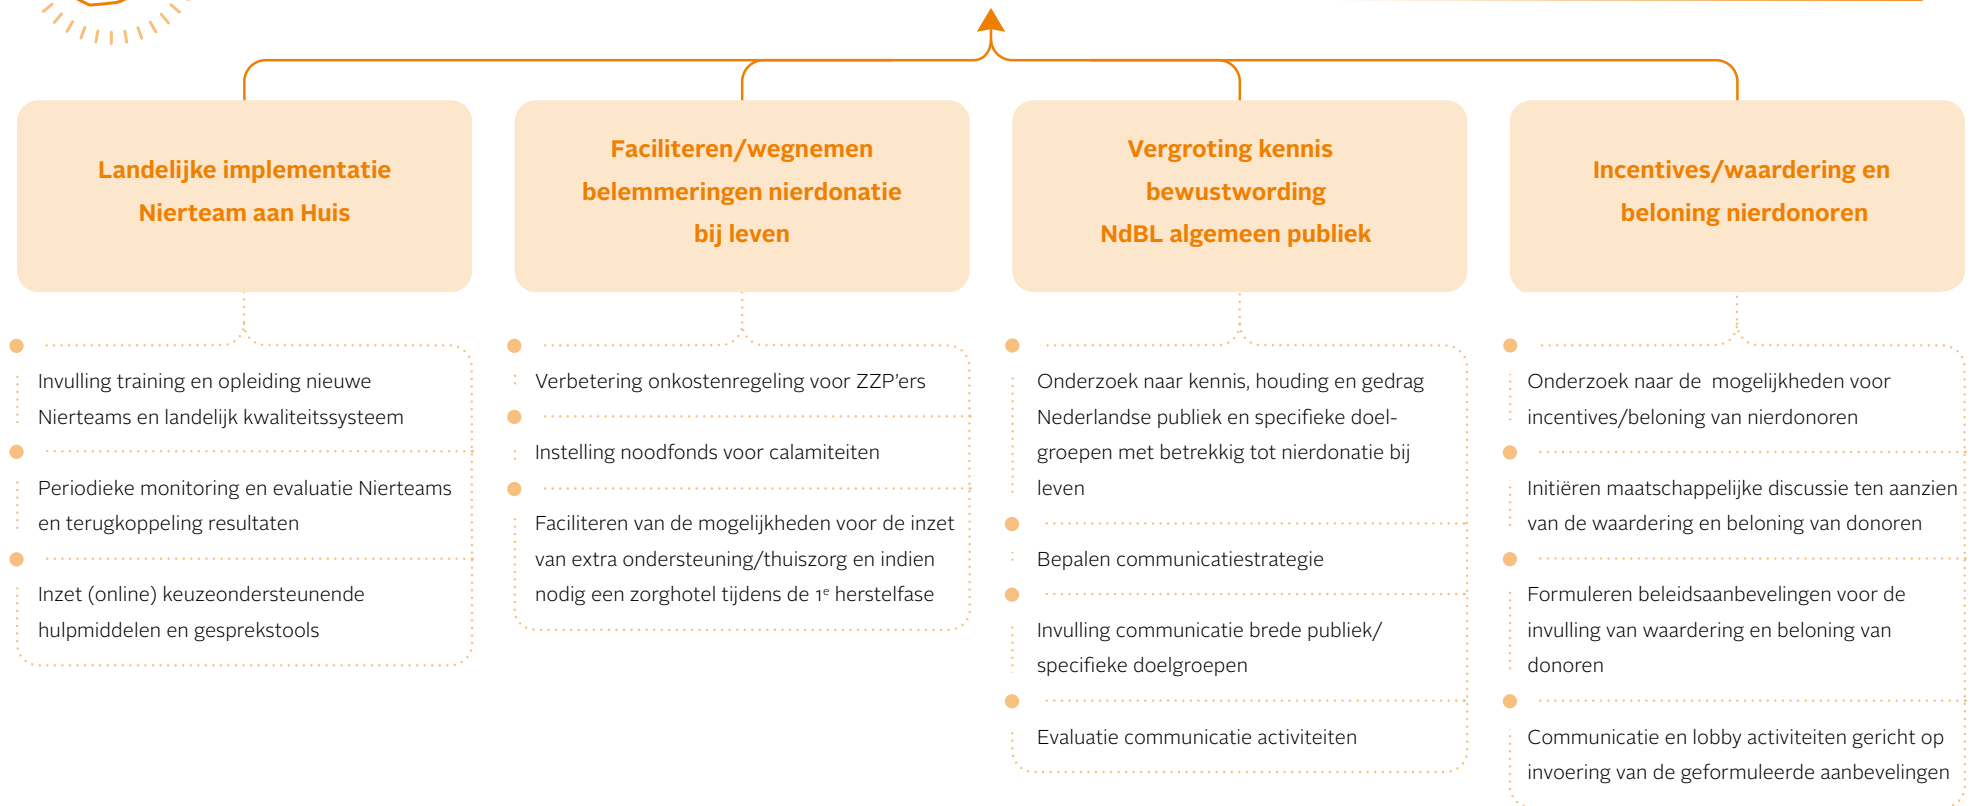 Landelijke implementatie
Nierteam aan Huis
Invulling training en opleiding nieuwe
Nierteams en landelijk kwaliteitssysteem
Periodieke monitoring en evaluatie Nierteams
en terugkoppeling resultaten
Inzet (online) keuzeondersteunende
hulpmiddelen en gesprekstools
Faciliteren/wegnemen
belemmeringen nierdonatie
bij leven
Verbetering onkostenregeling voor ZZP’ers
Instelling noodfonds voor calamiteiten
Faciliteren van de mogelijkheden voor de inzet
van extra ondersteuning/thuiszorg en indien
nodig een zorghotel tijdens de 1e herstelfase
Vergroting kennis
bewustwording
NdBL algemeen publiek
Onderzoek naar kennis, houding en gedrag
Nederlandse publiek en specifieke doel-
groepen met betrekkig tot nierdonatie bij
leven
Bepalen communicatiestrategie
Invulling communicatie brede publiek/
specifieke doelgroepen
Evaluatie communicatie activiteiten
Incentives/waardering en
beloning nierdonoren
Onderzoek naar de mogelijkheden voor
incentives/beloning van nierdonoren
Initiëren maatschappelijke discussie ten aanzien
van de waardering en beloning van donoren
Formuleren beleidsaanbevelingen voor de
invulling van waardering en beloning van
donoren
Communicatie en lobby activiteiten gericht op
invoering van de geformuleerde aanbevelingen